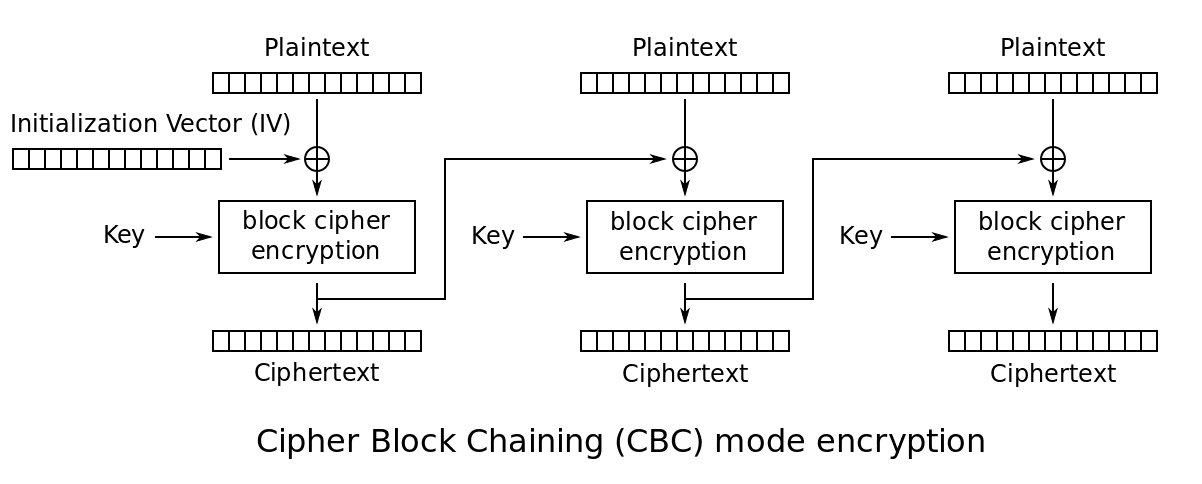 Plaintext
Plaintext
Plaintext
Initialization Vector (IV)
Key
block cipher
encryption
Key
block cipher
encryption
Key
block cipher
encryption
Ciphertext
Ciphertext
Ciphertext
Cipher Block Chaining (CBC) mode encryption